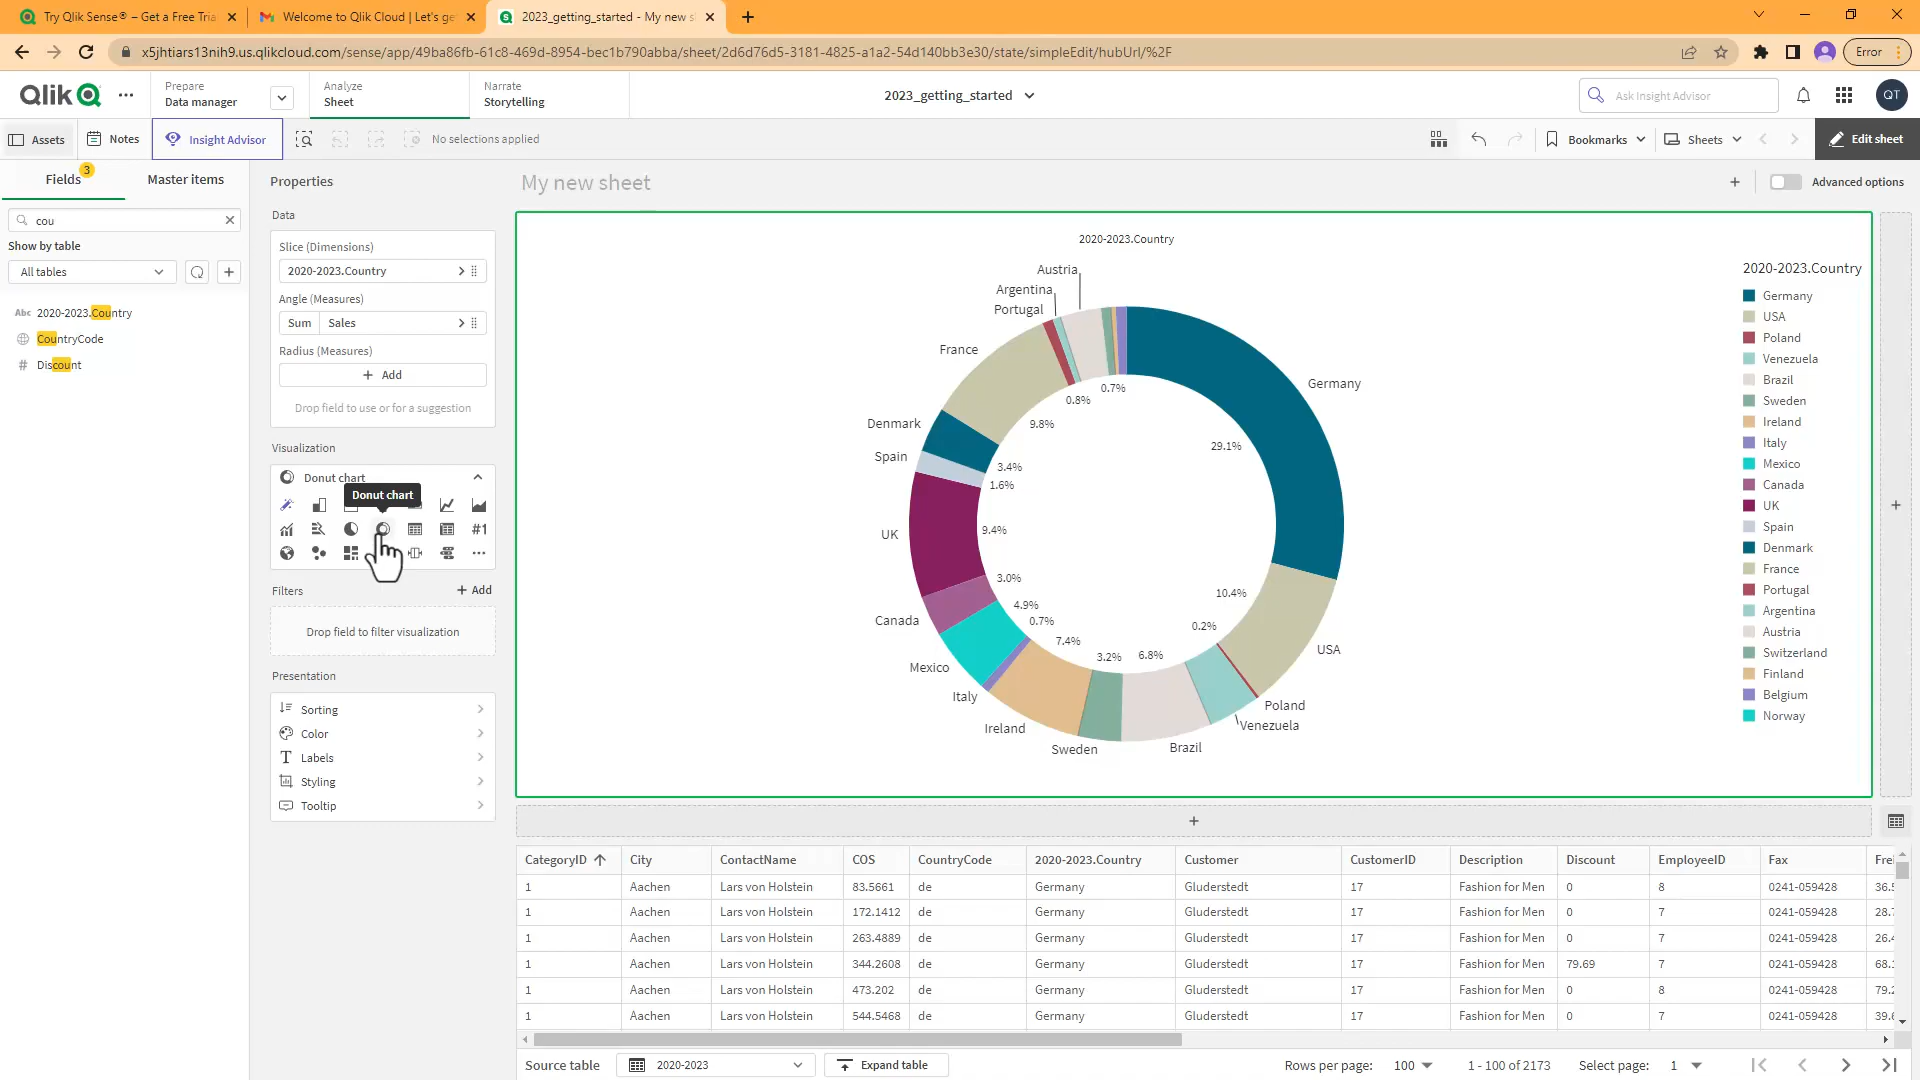 Try Qlik Sense® – Get a Free Tria
Welcome to Qlik Cloud | Let's ge
2023_getting_started - My new s
x5jhtiars13nih9.us.qlikcloud.com/sense/app/49ba86fb-61c8-469d-8954-bec1b790abba/sheet/2d6d76d5-3181-4825-a1a2-54d140bb3e30/state/simpleEdit/hubUrl/%2F
Error
Qlik
Prepare
Data manager
Analyze
Sheet
Narrate
Storytelling
2023_getting_started
Ask Insight Advisor
QT
Assets
Notes
Insight Advisor
No selections applied
Bookmarks
Sheets
Edit sheet
Fields
3
Master items
cou
Show by table
All tables
Abc 2020-2023.Country
CountryCode
# Discount
Properties
Data
Slice (Dimensions)
2020-2023.Country
Angle (Measures)
Sum Sales
Radius (Measures)
Add
Drop field to use or for a suggestion
Visualization
Donut chart
Donut chart
#1
Filters
Add
Drop field to filter visualization
Presentation
Sorting
Color
Labels
Styling
Tooltip
My new sheet
Advanced options
2020-2023.Country
Austria
Argentina
Portugal
France
Denmark
Spain
UK
Canada
Mexico
Italy
Ireland
Sweden
Brazil
Venezuela
Poland
USA
Germany
0.7%
0.8%
9.8%
3.4%
1.6%
9.4%
3.0%
4.9%
0.7%
7.4%
3.2%
6.8%
0.2%
10.4%
29.1%
2020-2023.Country
Germany
USA
Poland
Venezuela
Brazil
Sweden
Ireland
Italy
Mexico
Canada
UK
Spain
Denmark
France
Portugal
Argentina
Austria
Switzerland
Finland
Belgium
Norway
CategoryID City ContactName COS CountryCode 2020-2023.Country Customer CustomerID Description Discount EmployeeID Fax Frei
1 Aachen Lars von Holstein 83.5661 de Germany Gluderstedt 17 Fashion for Men 0 8 0241-059428 36.5
1 Aachen Lars von Holstein 172.1412 de Germany Gluderstedt 17 Fashion for Men 0 7 0241-059428 28.7
1 Aachen Lars von Holstein 263.4889 de Germany Gluderstedt 17 Fashion for Men 0 7 0241-059428 26.4
1 Aachen Lars von Holstein 344.2608 de Germany Gluderstedt 17 Fashion for Men 79.69 7 0241-059428 68.1
1 Aachen Lars von Holstein 473.202 de Germany Gluderstedt 17 Fashion for Men 0 8 0241-059428 79.2
1 Aachen Lars von Holstein 544.5468 de Germany Gluderstedt 17 Fashion for Men 0 7 0241-059428 39.6
Source table 2020-2023 Expand table Rows per page: 100 1 - 100 of 2173 Select page: 1